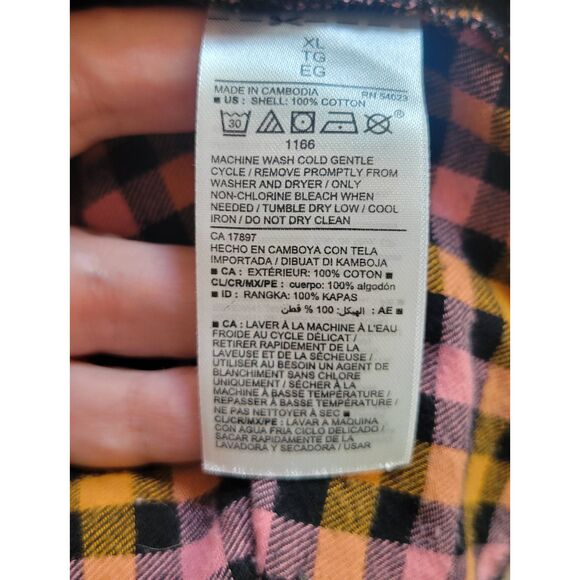 XL
TG
EG
MADE IN CAMBODIA RN 54023
■ US : SHELL: 100% COTTON
30
1166
MACHINE WASH COLD GENTLE
CYCLE / REMOVE PROMPTLY FROM
WASHER AND DRYER / ONLY
NON-CHLORINE BLEACH WHEN
NEEDED / TUMBLE DRY LOW / COOL
IRON / DO NOT DRY CLEAN
CA 17897
HECHO EN CAMBOYA CON TELA
IMPORTADA / DIBUAT DI KAMBOJA
■ CA : EXTÉRIEUR: 100% COTON ■
CL/CR/MX/PE : cuerpo: 100% algodón
■ ID : RANGKA: 100% KAPAS
■ AE : الهيكل: 100 % قطن
■ CA : LAVER À LA MACHINE À L'EAU
FROIDE AU CYCLE DÉLICAT /
RETIRER RAPIDEMENT DE LA
LAVEUSE ET DE LA SÉCHEUSE /
UTILISER AU BESOIN UN AGENT DE
BLANCHIMENT SANS CHLORE
UNIQUEMENT / SÉCHER À LA
MACHINE À BASSE TEMPÉRATURE /
REPASSER À BASSE TEMPÉRATURE /
NE PAS NETTOYER À SEC ■
CL/CR/MX/PE : LAVAR A MAQUINA
CON AGUA FRIA CICLO DELICADO /
SACAR RAPIDAMENTE DE LA
LAVADORA Y SECADORA / USAR